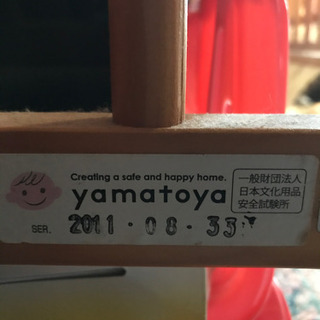 Creating a safe and happy home.
yamatoya
一般財団法人
日本文化用品
安全試験所
SER. 2011・08・33